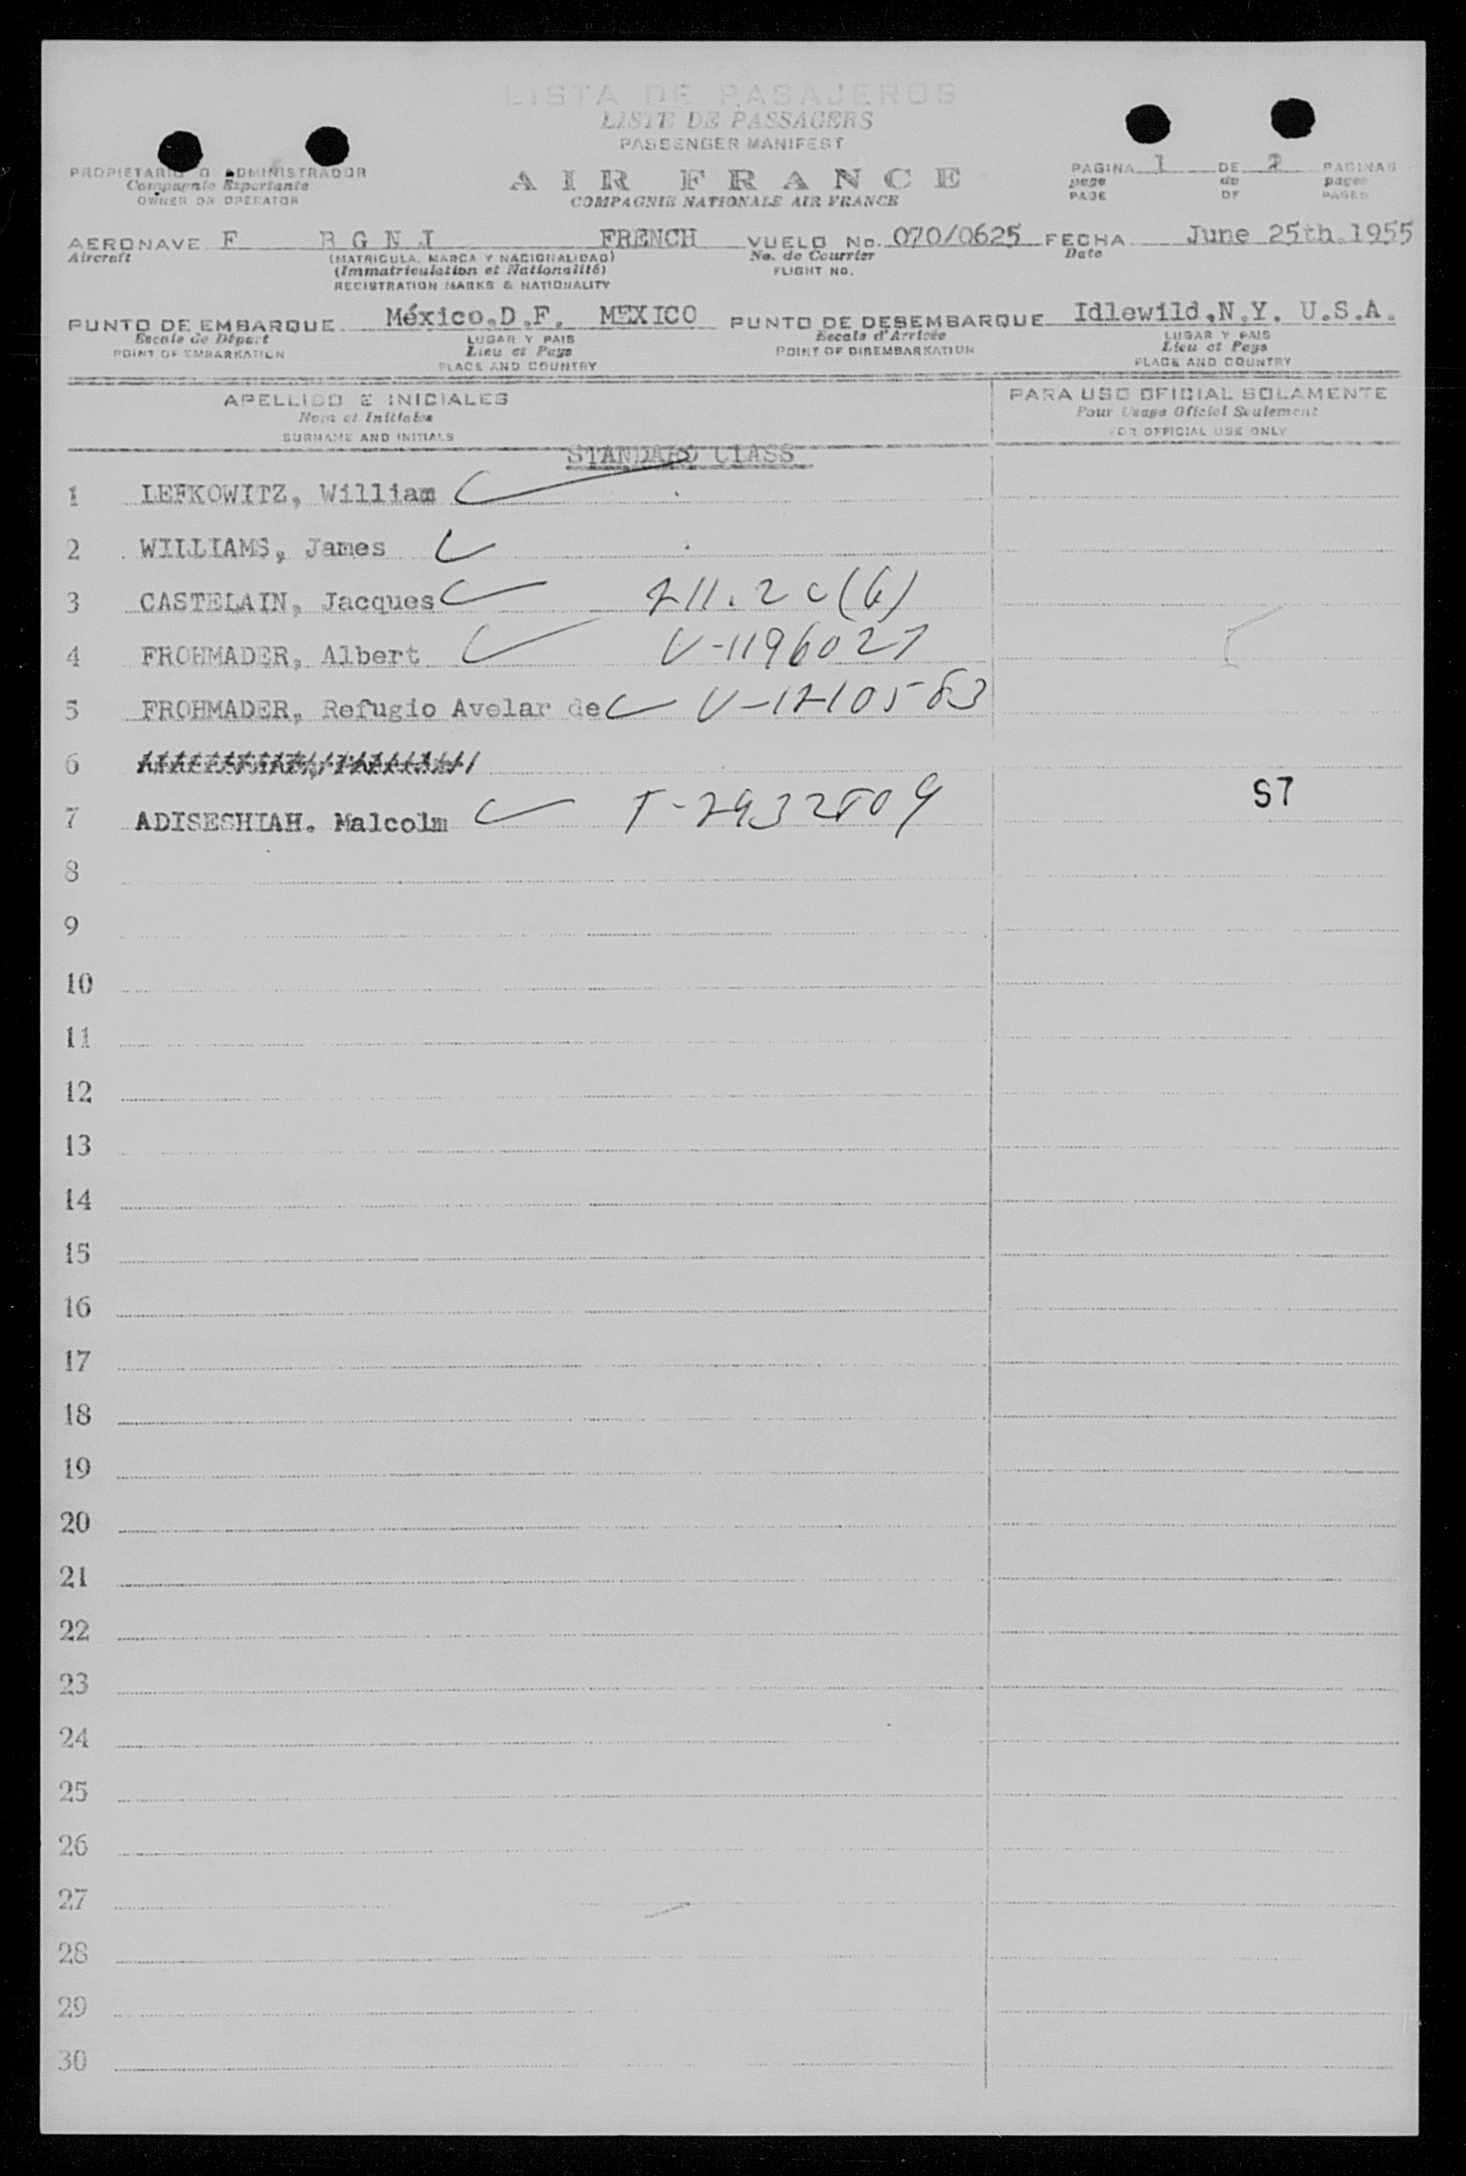 LISTA DE PASAJEROS
LISTE DE PASSAGERS
PASSENGER MANIFEST
PROPIETARIO O ADMINISTRADOR
Compagnie Exportante
OWNER OR OPERATOR
AIR FRANCE
COMPAGNIE NATIONALE AIR FRANCE
PAGINA 1 DE 2 PAGINAS
page de pages
PAGE OF PAGES
AERONAVE F BGNJ FRENCH VUELO No. 070/0625 FECHA June 25th.1955
Aircraft (MATRICULA, MARCA Y NACIONALIDAD) No. de Courrier Date
(Immatriculation et Nationalité) FLIGHT NO.
REGISTRATION MARKS & NATIONALITY
PUNTO DE EMBARQUE México,D.F. MEXICO PUNTO DE DESEMBARQUE Idlewild,N.Y. U.S.A.
Escale de Départ LUGAR Y PAIS Escale d'Arrivée LUGAR Y PAIS
POINT OF EMBARKATION Lieu et Pays POINT OF DISEMBARKATION Lieu et Pays
PLACE AND COUNTRY PLACE AND COUNTRY
APELLIDO E INICIALES PARA USO OFICIAL SOLAMENTE
Nom et Initiales Pour Usage Oficiel Seulement
SURNAME AND INITIALS FOR OFFICIAL USE ONLY
STANDARD CLASS
1 LEFKOWITZ, William
2 WILLIAMS, James
3 CASTELAIN, Jacques 211.2c(6)
4 FROHMADER, Albert V-1196027
5 FROHMADER, Refugio Avelar de V-1210583
6
7 ADISESHIAH. Malcolm T-2932809 S7
8
9
10
11
12
13
14
15
16
17
18
19
20
21
22
23
24
25
26
27
28
29
30